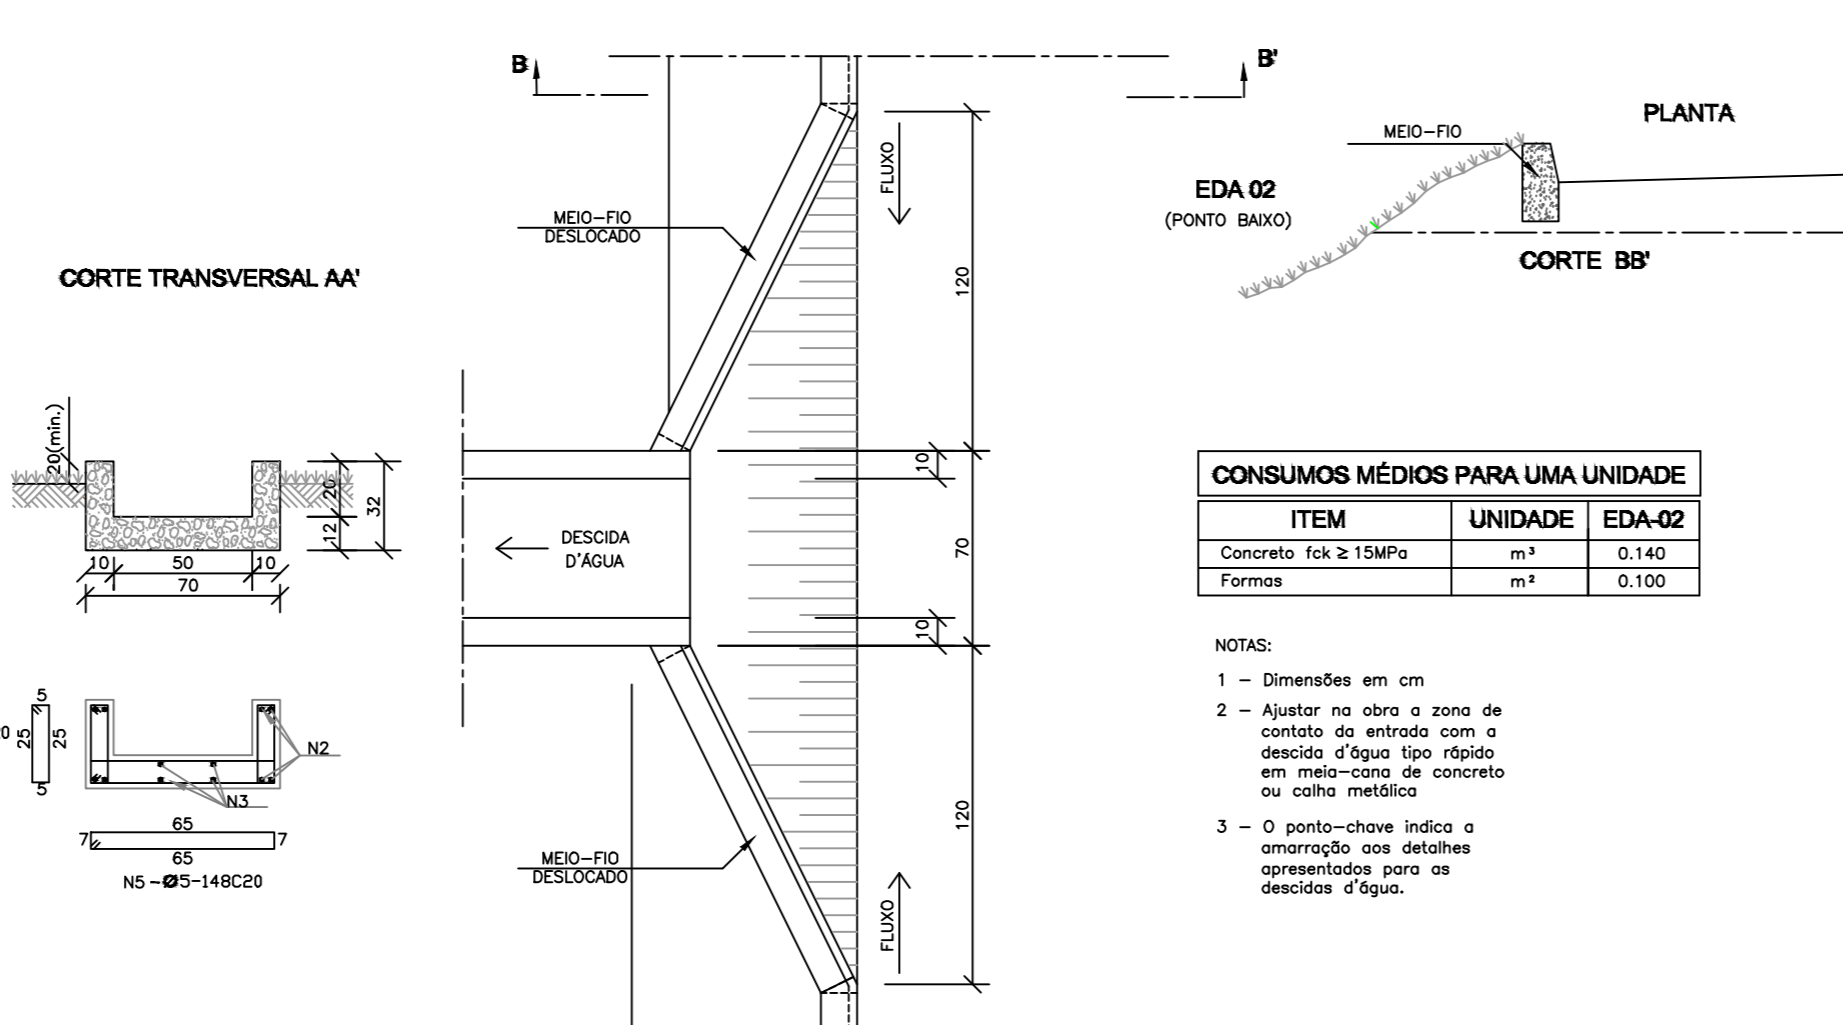 B
B'
PLANTA
MEIO-FIO
EDA 02
(PONTO BAIXO)
CORTE BB'
FLUXO
MEIO-FIO
DESLOCADO
120
CORTE TRANSVERSAL AA'
20(min.)
20
12
32
10
50
10
70
10
DESCIDA
D'ÁGUA
70
10
CONSUMOS MÉDIOS PARA UMA UNIDADE
ITEM UNIDADE EDA-02
Concreto fck ≥ 15MPa m³ 0.140
Formas m² 0.100
NOTAS:
1 - Dimensões em cm
2 - Ajustar na obra a zona de
contato da entrada com a
descida d'água tipo rápido
em meia-cana de concreto
ou calha metálica
3 - O ponto-chave indica a
amarração aos detalhes
apresentados para as
descidas d'água.
5
25
25
5
N2
N3
65
7
7
65
N5 - Ø5-148C20
120
MEIO-FIO
DESLOCADO
FLUXO